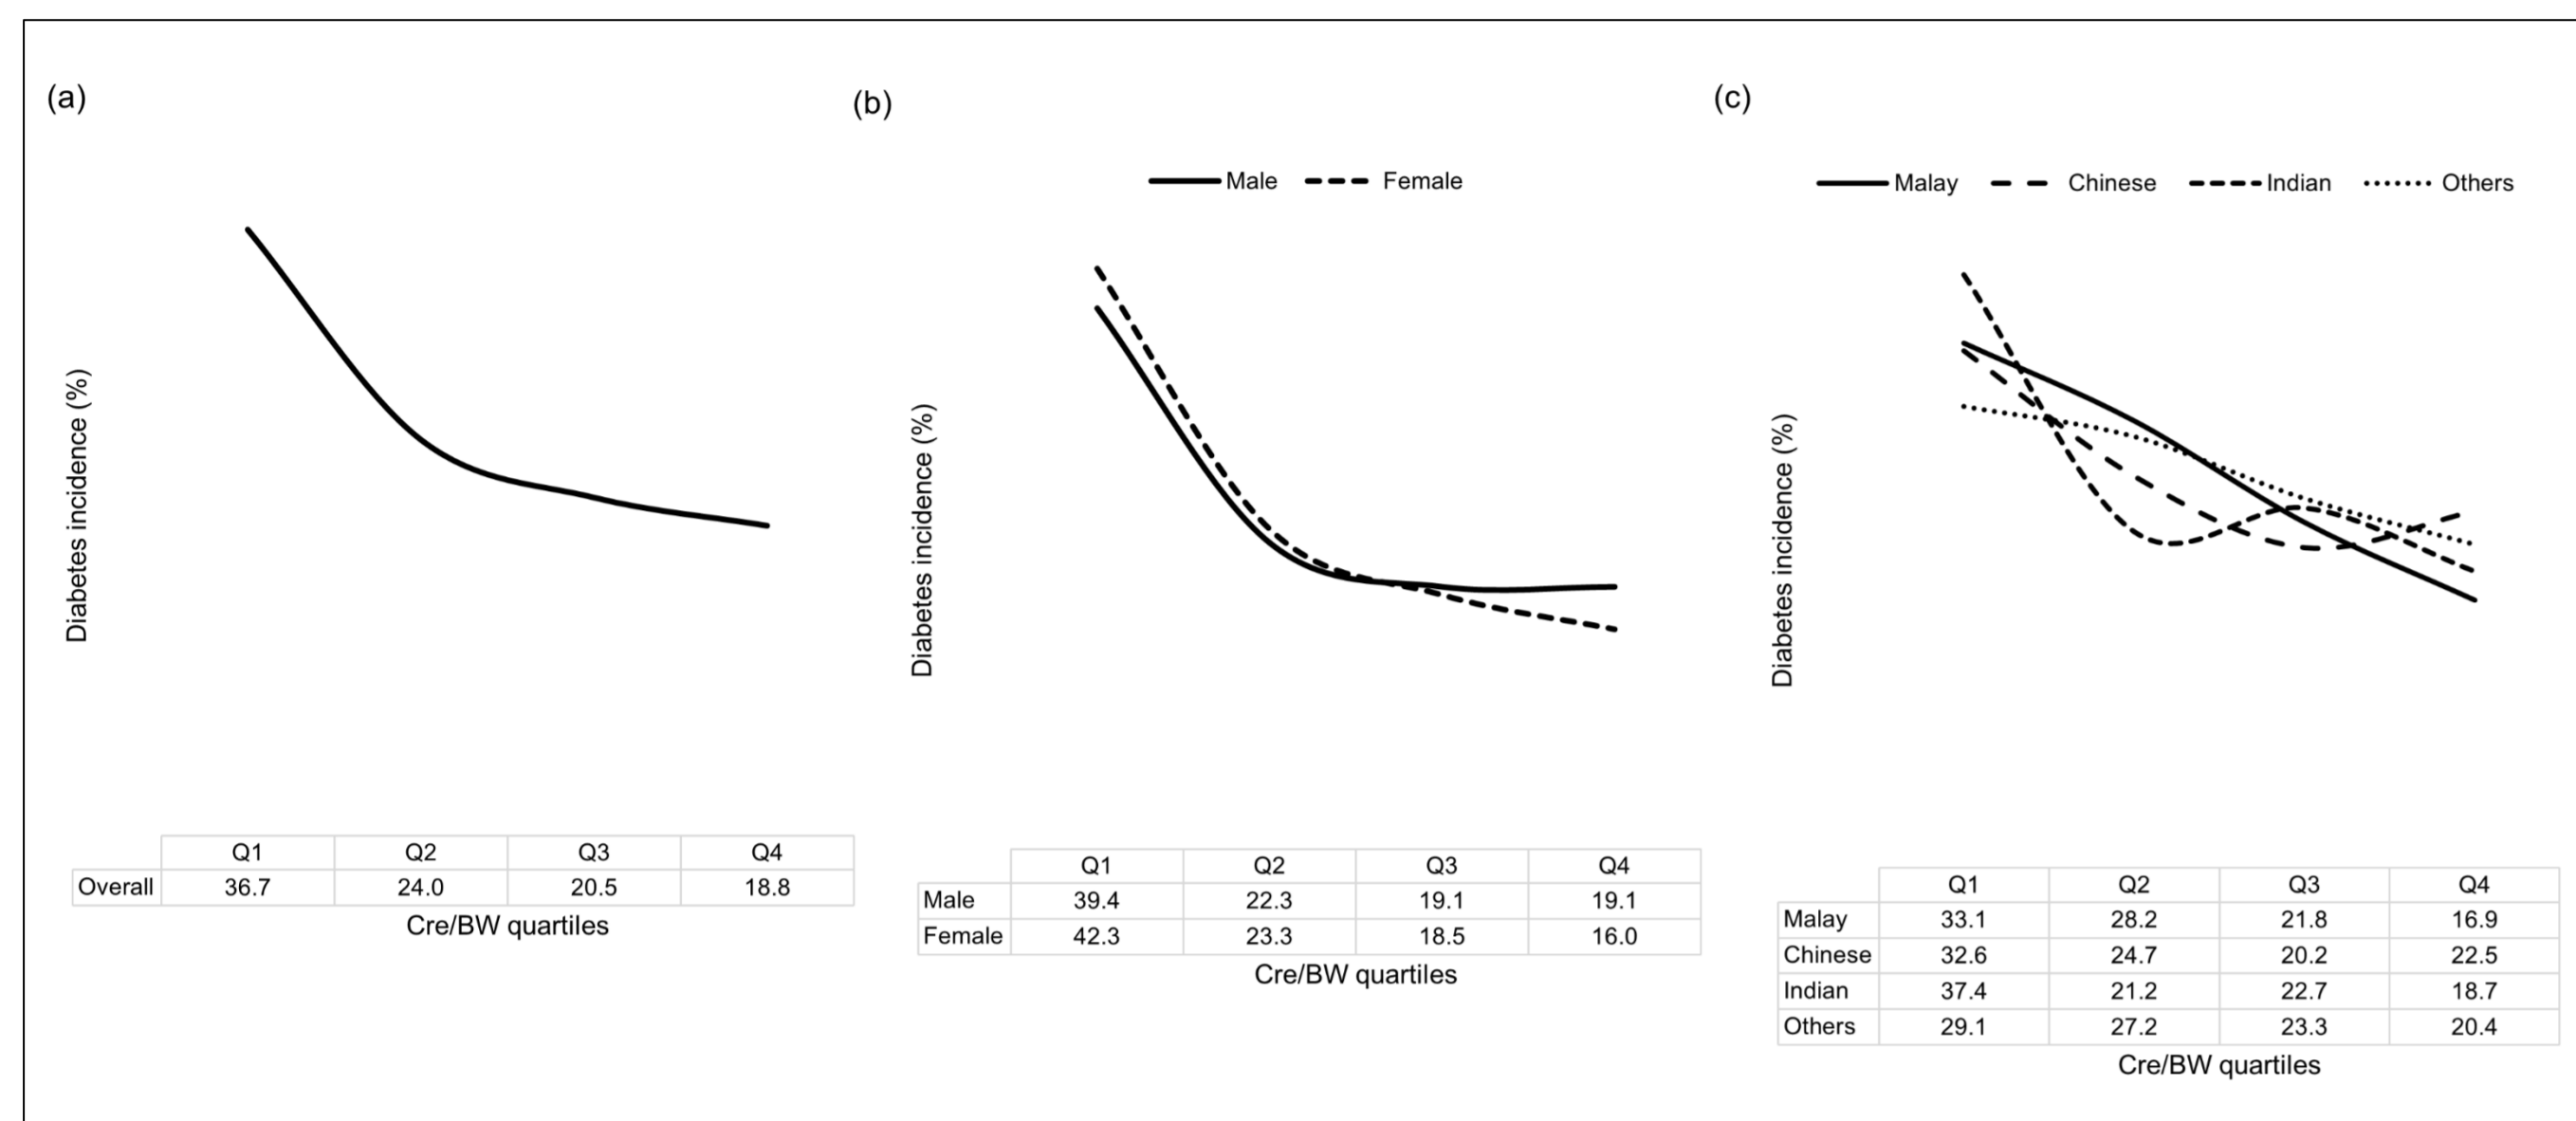 (a)
Diabetes incidence (%)
Q1 Q2 Q3 Q4
Overall 36.7 24.0 20.5 18.8
Cre/BW quartiles
(b)
Male Female
Diabetes incidence (%)
Q1 Q2 Q3 Q4
Male 39.4 22.3 19.1 19.1
Female 42.3 23.3 18.5 16.0
Cre/BW quartiles
(c)
Malay Chinese Indian Others
Diabetes incidence (%)
Q1 Q2 Q3 Q4
Malay 33.1 28.2 21.8 16.9
Chinese 32.6 24.7 20.2 22.5
Indian 37.4 21.2 22.7 18.7
Others 29.1 27.2 23.3 20.4
Cre/BW quartiles